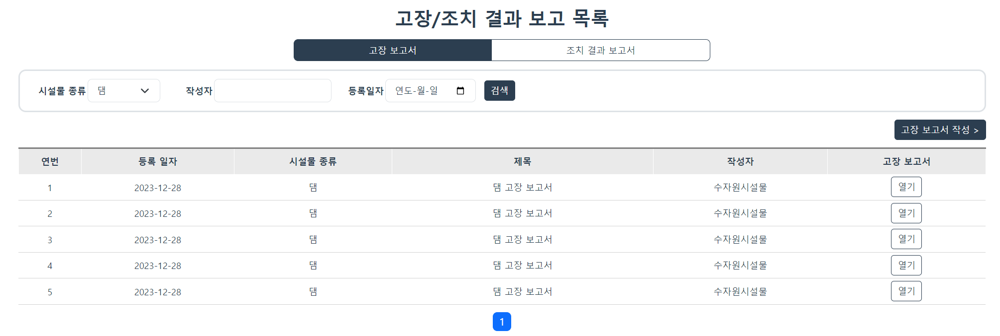 고장/조치 결과 보고 목록
고장 보고서 조치 결과 보고서
시설물 종류 댐 작성자 등록일자 연도-월-일 검색
고장 보고서 작성 >
연번 등록 일자 시설물 종류 제목 작성자 고장 보고서
1 2023-12-28 댐 댐 고장 보고서 수자원시설물 열기
2 2023-12-28 댐 댐 고장 보고서 수자원시설물 열기
3 2023-12-28 댐 댐 고장 보고서 수자원시설물 열기
4 2023-12-28 댐 댐 고장 보고서 수자원시설물 열기
5 2023-12-28 댐 댐 고장 보고서 수자원시설물 열기
1